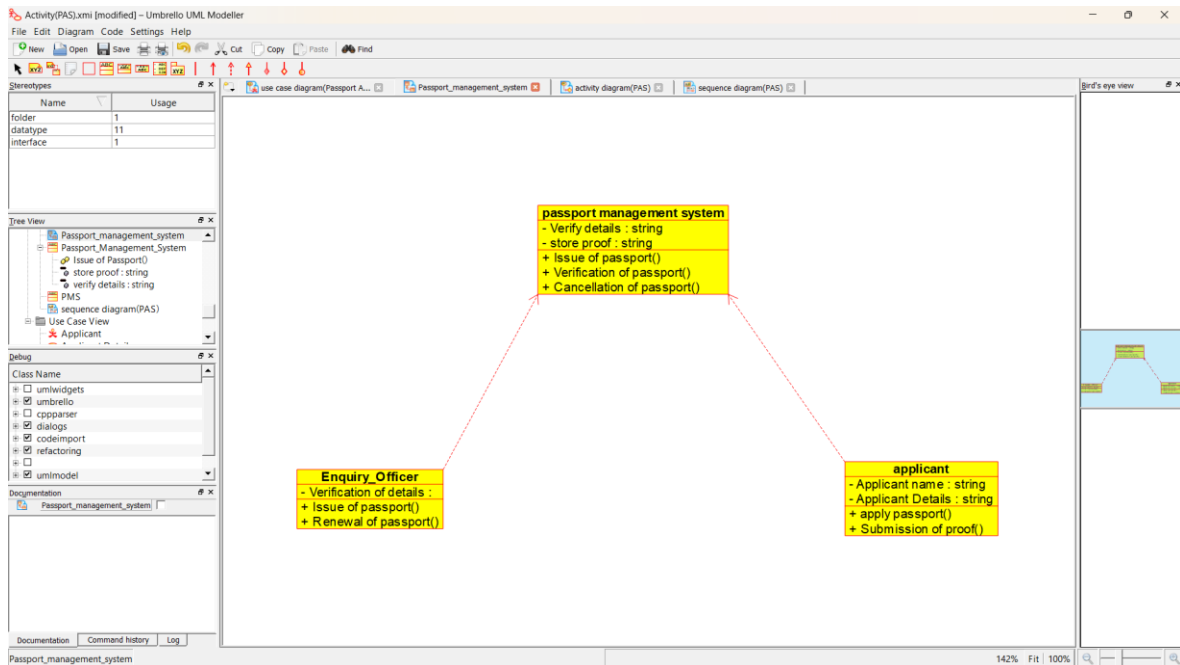 Activity(PAS).xmi [modified] – Umbrello UML Modeller
File Edit Diagram Code Settings Help
New Open Save Cut Copy Paste Find
Stereotypes
Name Usage
folder 1
datatype 11
interface 1
use case diagram(Passport A... Passport_management_system activity diagram(PAS) sequence diagram(PAS)
Bird's eye view
Tree View
Passport_management_system
Passport_Management_System
Issue of Passport()
store proof : string
verify details : string
PMS
sequence diagram(PAS)
Use Case View
Applicant
Debug
Class Name
umlwidgets
umbrello
cppparser
dialogs
codeimport
refactoring
umlmodel
Documentation
Passport_management_system
Documentation Command history Log
passport management system
- Verify details : string
- store proof : string
+ Issue of passport()
+ Verification of passport()
+ Cancellation of passport()
Enquiry_Officer
- Verification of details :
+ Issue of passport()
+ Renewal of passport()
applicant
- Applicant name : string
- Applicant Details : string
+ apply passport()
+ Submission of proof()
Passport_management_system
142% Fit 100%